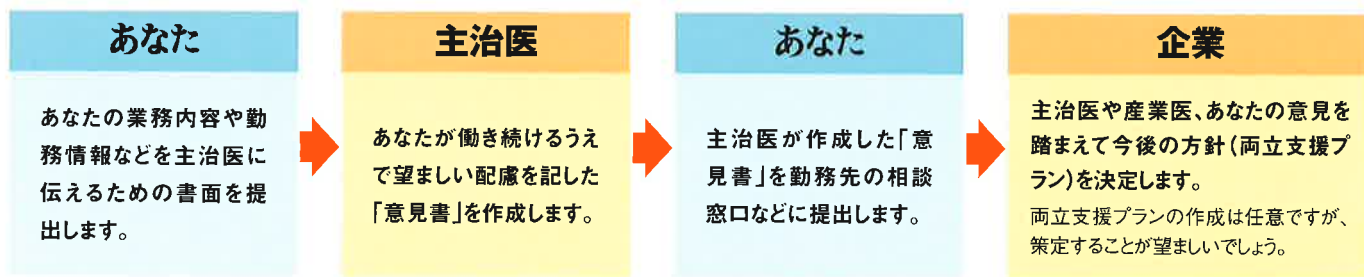 あなた
あなたの業務内容や勤
務情報などを主治医に
伝えるための書面を提
出します。
主治医
あなたが働き続けるうえ
で望ましい配慮を記した
「意見書」を作成します。
あなた
主治医が作成した「意
見書」を勤務先の相談
窓口などに提出します。
企業
主治医や産業医、あなたの意見を
踏まえて今後の方針(両立支援プ
ラン)を決定します。
両立支援プランの作成は任意ですが、
策定することが望ましいでしょう。